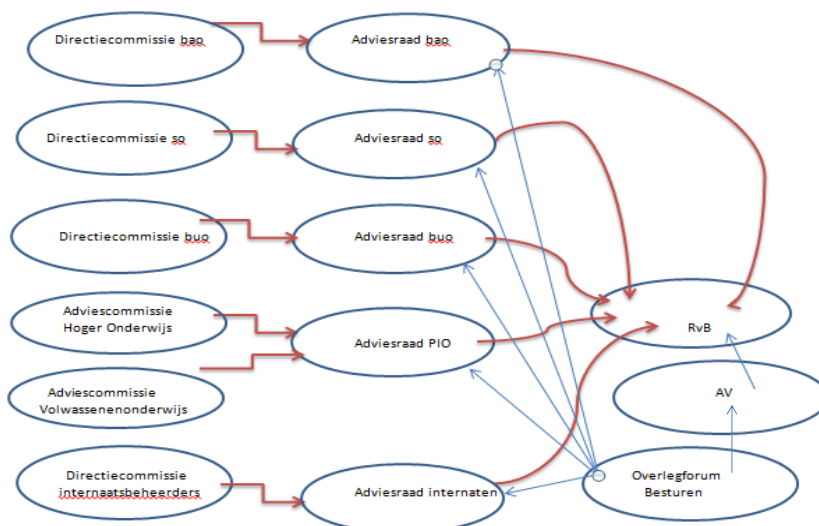 Directiecommissie bao
Adviesraad bao
Directiecommissie so
Adviesraad so
Directiecommissie buo
Adviesraad buo
Adviescommissie
Hoger Onderwijs
Adviesraad PIO
RvB
Adviescommissie
Volwassenenonderwijs
AV
Directiecommissie
internaatsbeheerders
Adviesraad internaten
Overlegforum
Besturen